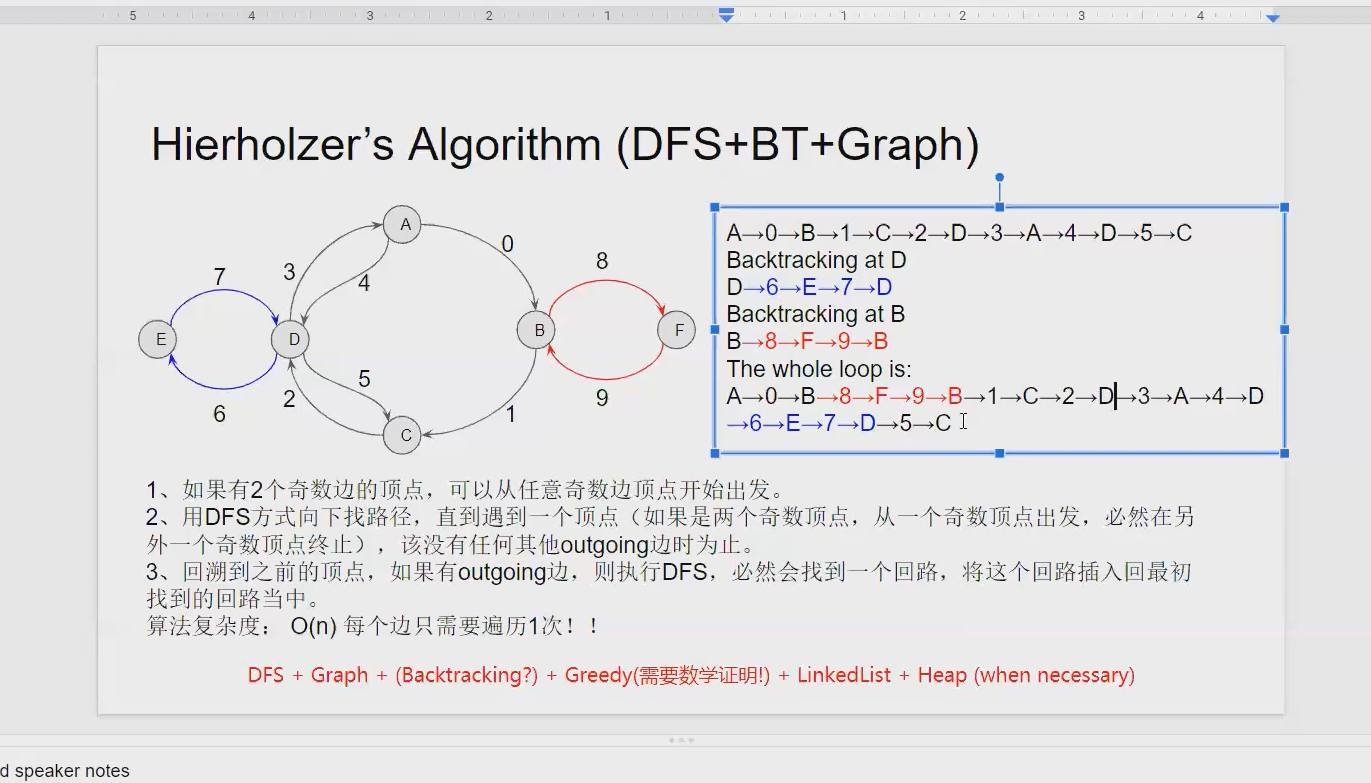 5 4 3 2 1 1 2 3 4
Hierholzer’s Algorithm (DFS+BT+Graph)
A
0
8
7
3
4
E
D
B
F
5
2
6
1
9
C
A→0→B→1→C→2→D→3→A→4→D→5→C
Backtracking at D
D→6→E→7→D
Backtracking at B
B→8→F→9→B
The whole loop is:
A→0→B→8→F→9→B→1→C→2→D→3→A→4→D
→6→E→7→D→5→C
1、如果有2个奇数边的顶点，可以从任意奇数边顶点开始出发。
2、用DFS方式向下找路径，直到遇到一个顶点（如果是两个奇数顶点，从一个奇数顶点出发，必然在另
外一个奇数顶点终止），该没有任何其他outgoing边时为止。
3、回溯到之前的顶点，如果有outgoing边，则执行DFS，必然会找到一个回路，将这个回路插入回最初
找到的回路当中。
算法复杂度： O(n) 每个边只需要遍历1次！！
DFS + Graph + (Backtracking?) + Greedy(需要数学证明!) + LinkedList + Heap (when necessary)
d speaker notes